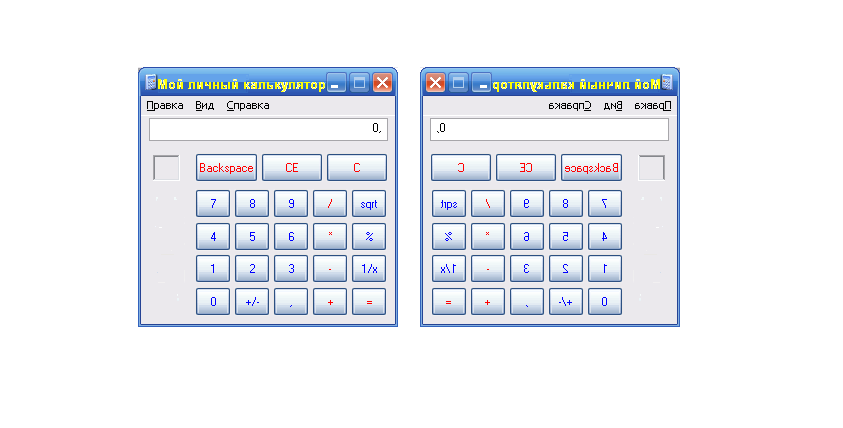 Мой личный калькулятор
Правка Вид Справка
0,
Backspace CE C
7 8 9 / sqrt
4 5 6 * %
1 2 3 - 1/x
0 +/- , + =
Мой личный калькулятор
Правка Вид Справка
0,
C CE Backspace
sqrt / 9 8 7
% * 6 5 4
1/x - 3 2 1
= + , +/- 0